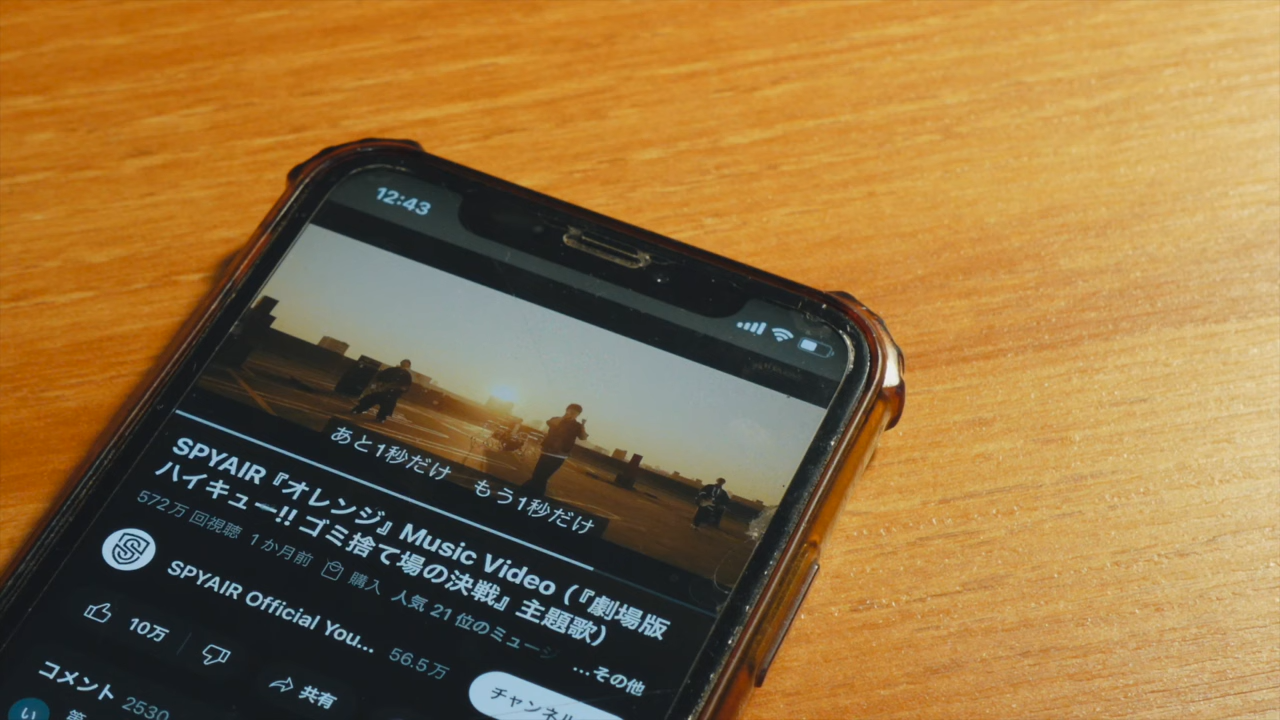 12:43
あと1秒だけ　もう1秒だけ
SPYAIR『オレンジ』Music Video (『劇場版
ハイキュー!! ゴミ捨て場の決戦』主題歌)
572万 回視聴 1 か月前 購入 人気 21 位のミュージ
...その他
SPYAIR Official You... 56.5万
チャンネル
10万 共有
コメント 2530
い